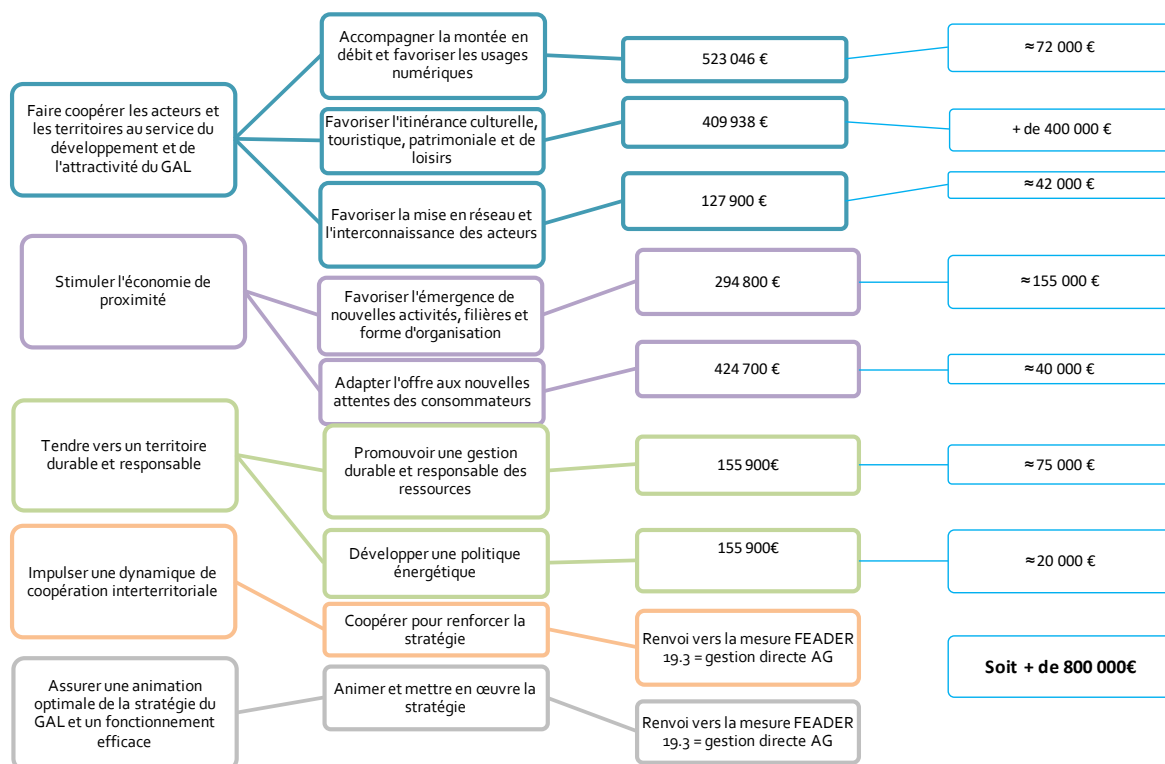 Faire coopérer les acteurs et
les territoires au service du
développement et de
l'attractivité du GAL
Accompagner la montée en
débit et favoriser les usages
numériques
523 046 €
≈72 000 €
Favoriser l'itinérance culturelle,
touristique, patrimoniale et de
loisirs
409 938 €
+ de 400 000 €
Favoriser la mise en réseau et
l'interconnaissance des acteurs
127 900 €
≈42 000 €
Stimuler l'économie de
proximité
Favoriser l'émergence de
nouvelles activités, filières et
forme d'organisation
294 800 €
≈155 000 €
Adapter l'offre aux nouvelles
attentes des consommateurs
424 700 €
≈40 000 €
Tendre vers un territoire
durable et responsable
Promouvoir une gestion
durable et responsable des
ressources
155 900€
≈75 000 €
Développer une politique
énergétique
155 900€
≈20 000 €
Impulser une dynamique de
coopération interterritoriale
Coopérer pour renforcer la
stratégie
Renvoi vers la mesure FEADER
19.3 = gestion directe AG
Soit + de 800 000€
Assurer une animation
optimale de la stratégie du
GAL et un fonctionnement
efficace
Animer et mettre en œuvre la
stratégie
Renvoi vers la mesure FEADER
19.3 = gestion directe AG